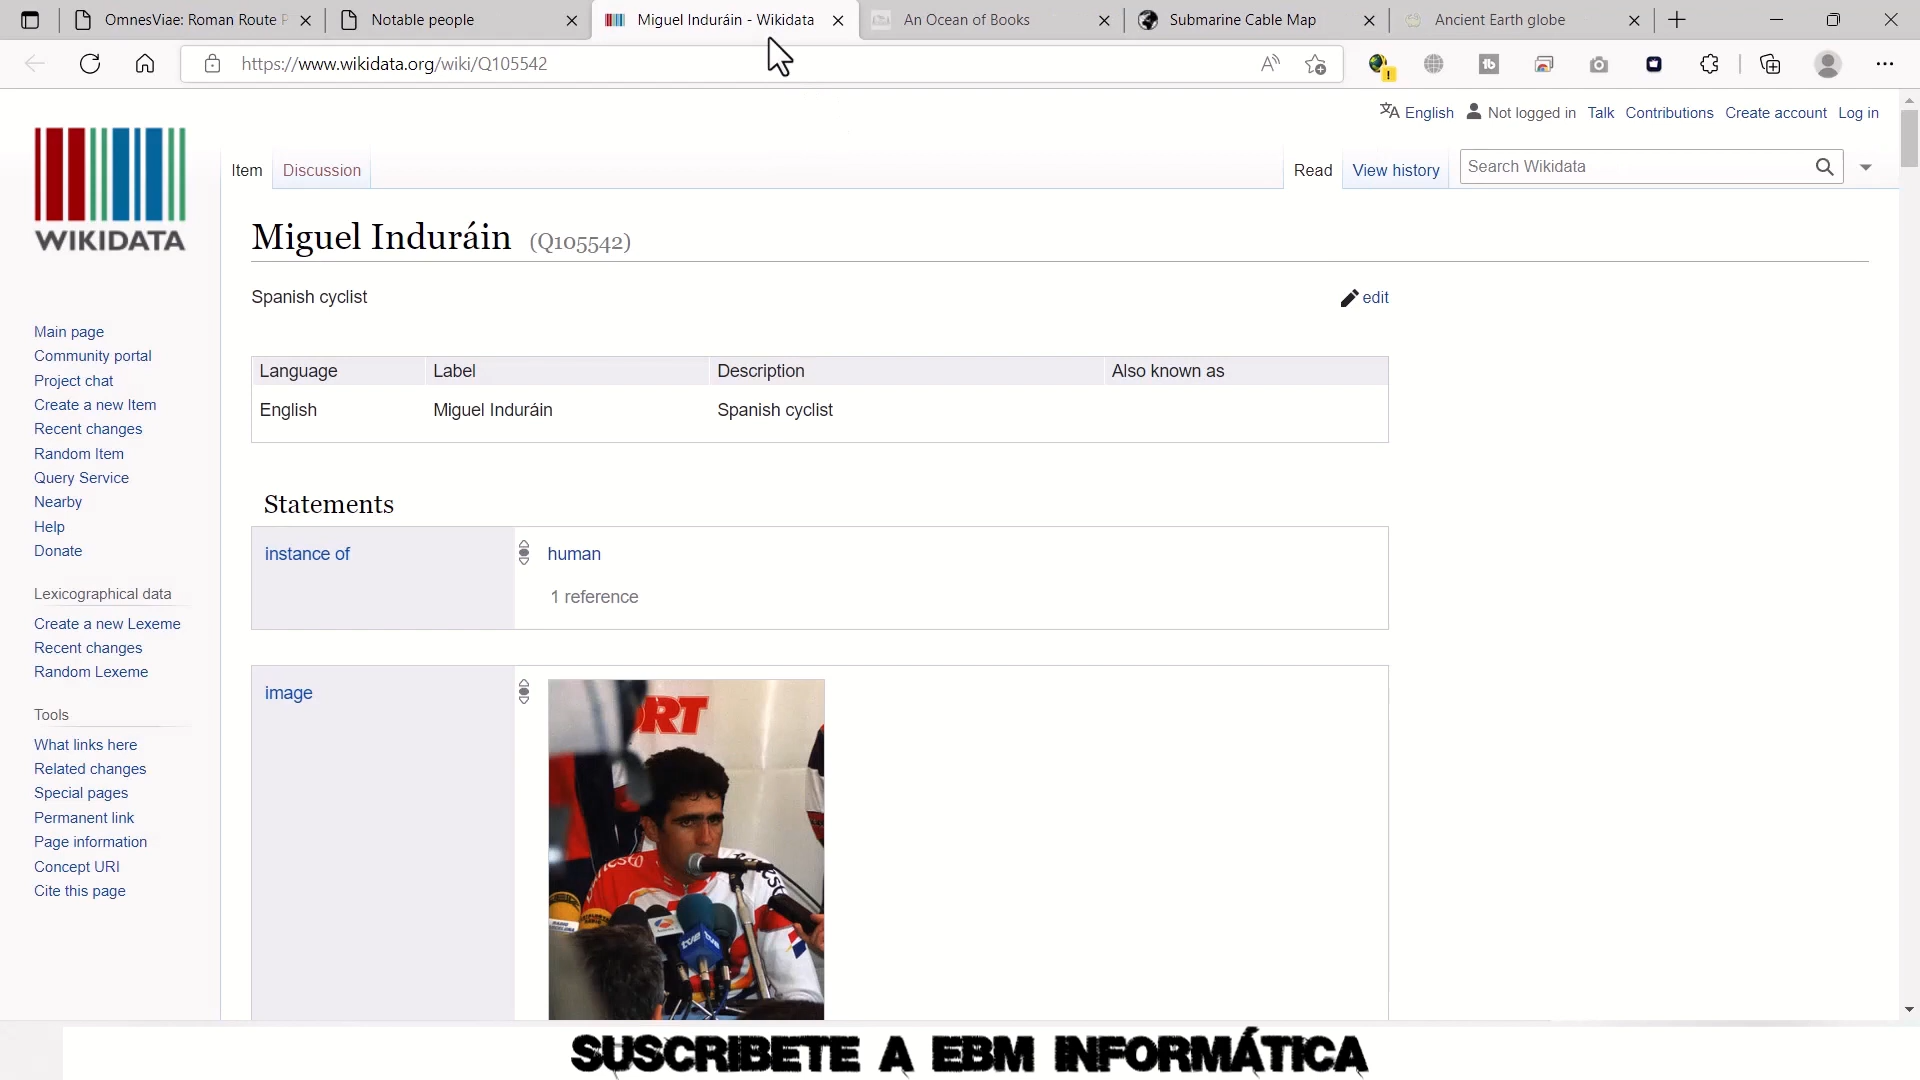 OmnesViae: Roman Route P
Notable people
Miguel Induráin - Wikidata
An Ocean of Books
Submarine Cable Map
Ancient Earth globe
https://www.wikidata.org/wiki/Q105542
English
Not logged in
Talk
Contributions
Create account
Log in
WIKIDATA
Item
Discussion
Read
View history
Search Wikidata
Miguel Induráin (Q105542)
Spanish cyclist
edit
Language Label Description Also known as
English Miguel Induráin Spanish cyclist
Main page
Community portal
Project chat
Create a new Item
Recent changes
Random Item
Query Service
Nearby
Help
Donate
Lexicographical data
Create a new Lexeme
Recent changes
Random Lexeme
Tools
What links here
Related changes
Special pages
Permanent link
Page information
Concept URI
Cite this page
Statements
instance of
human
1 reference
image
RT
tve
SUSCRIBETE A EBM INFORMÁTICA